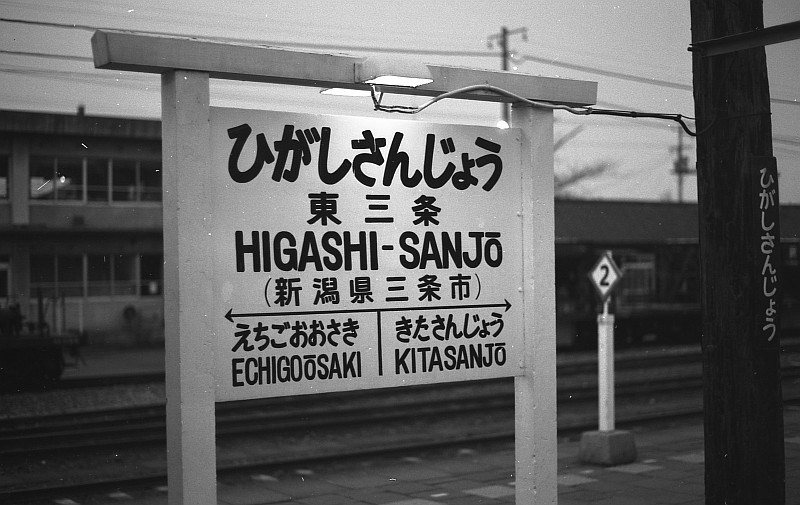 ひがしさんじょう
東三条
HIGASHI-SANJŌ
(新潟県三条市)
えちごおおさき
ECHIGOŌSAKI
きたさんじょう
KITASANJŌ
2
ひがしさんじょう